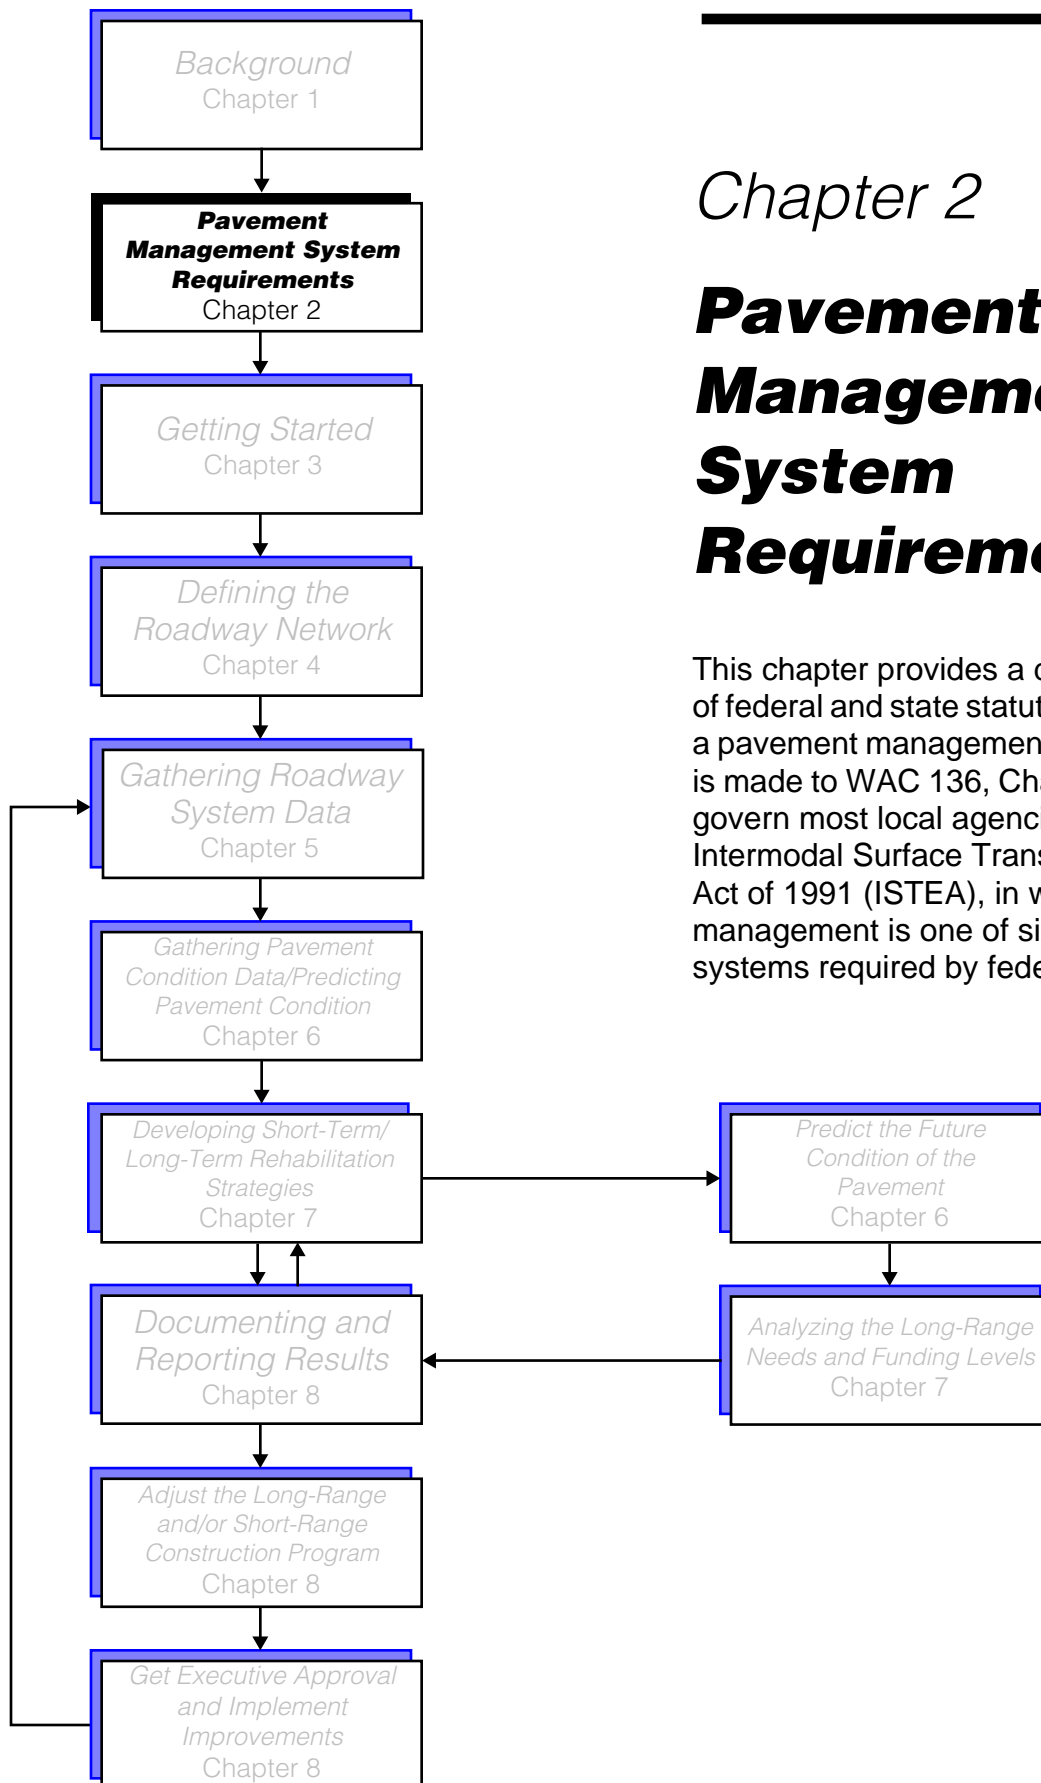 Background
Chapter 1
Pavement
Management System
Requirements
Chapter 2
Getting Started
Chapter 3
Defining the
Roadway Network
Chapter 4
Gathering Roadway
System Data
Chapter 5
Gathering Pavement
Condition Data/Predicting
Pavement Condition
Chapter 6
Developing Short-Term/
Long-Term Rehabilitation
Strategies
Chapter 7
Documenting and
Reporting Results
Chapter 8
Adjust the Long-Range
and/or Short-Range
Construction Program
Chapter 8
Get Executive Approval
and Implement
Improvements
Chapter 8
Chapter 2
Pavement
Managem
System
Requirem
This chapter provides a
of federal and state statut
a pavement managemen
is made to WAC 136, Cha
govern most local agenci
Intermodal Surface Trans
Act of 1991 (ISTEA), in w
management is one of si
systems required by fede
Predict the Future
Condition of the
Pavement
Chapter 6
Analyzing the Long-Range
Needs and Funding Levels
Chapter 7